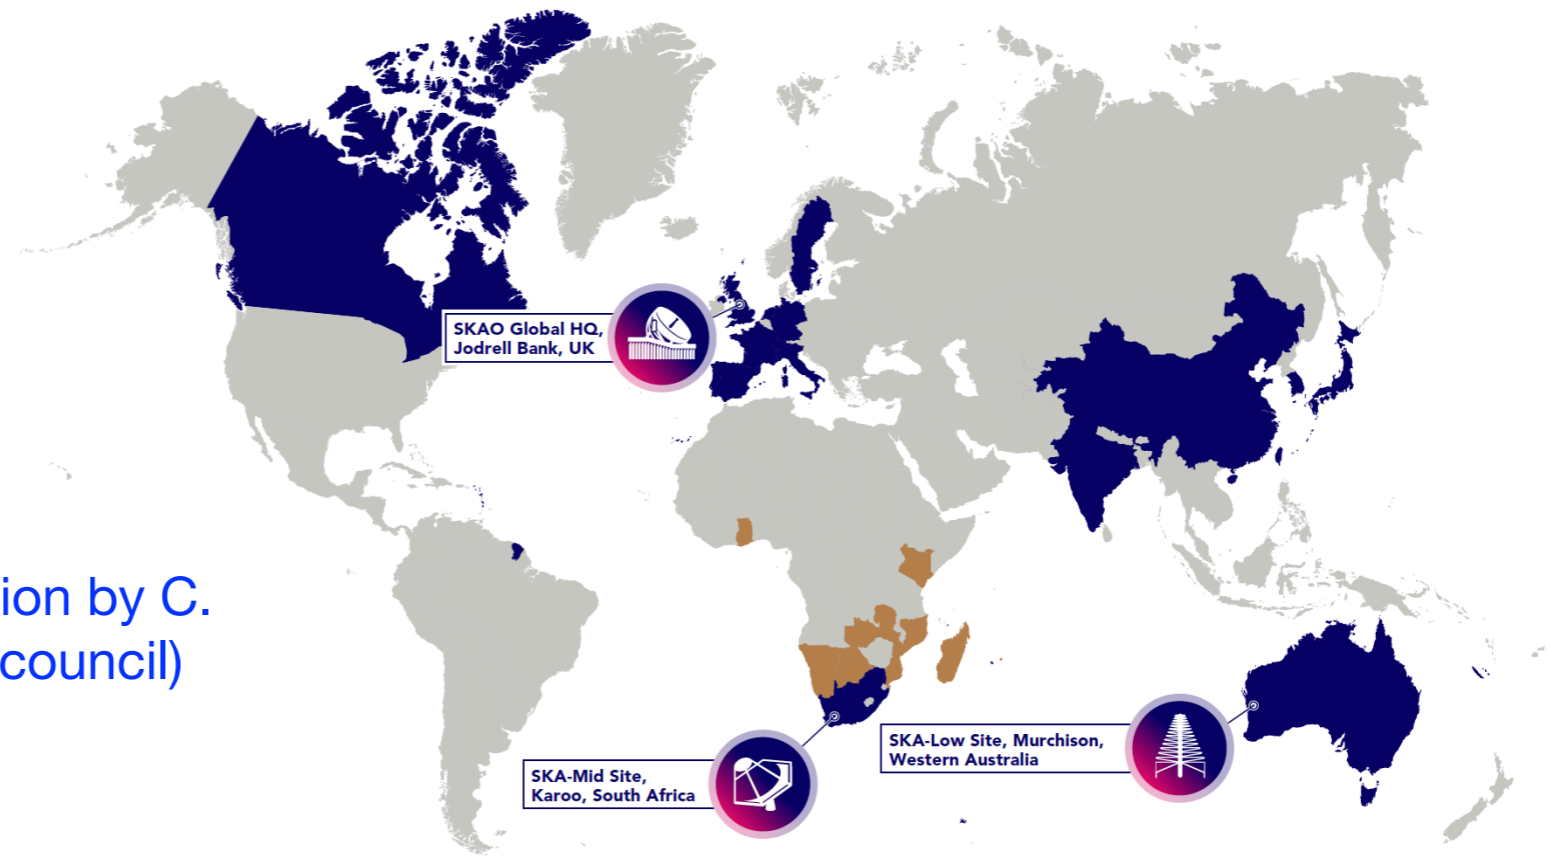 SKAO Global HQ,
Jodrell Bank, UK
ion by C.
council)
SKA-Mid Site,
Karoo, South Africa
SKA-Low Site, Murchison,
Western Australia